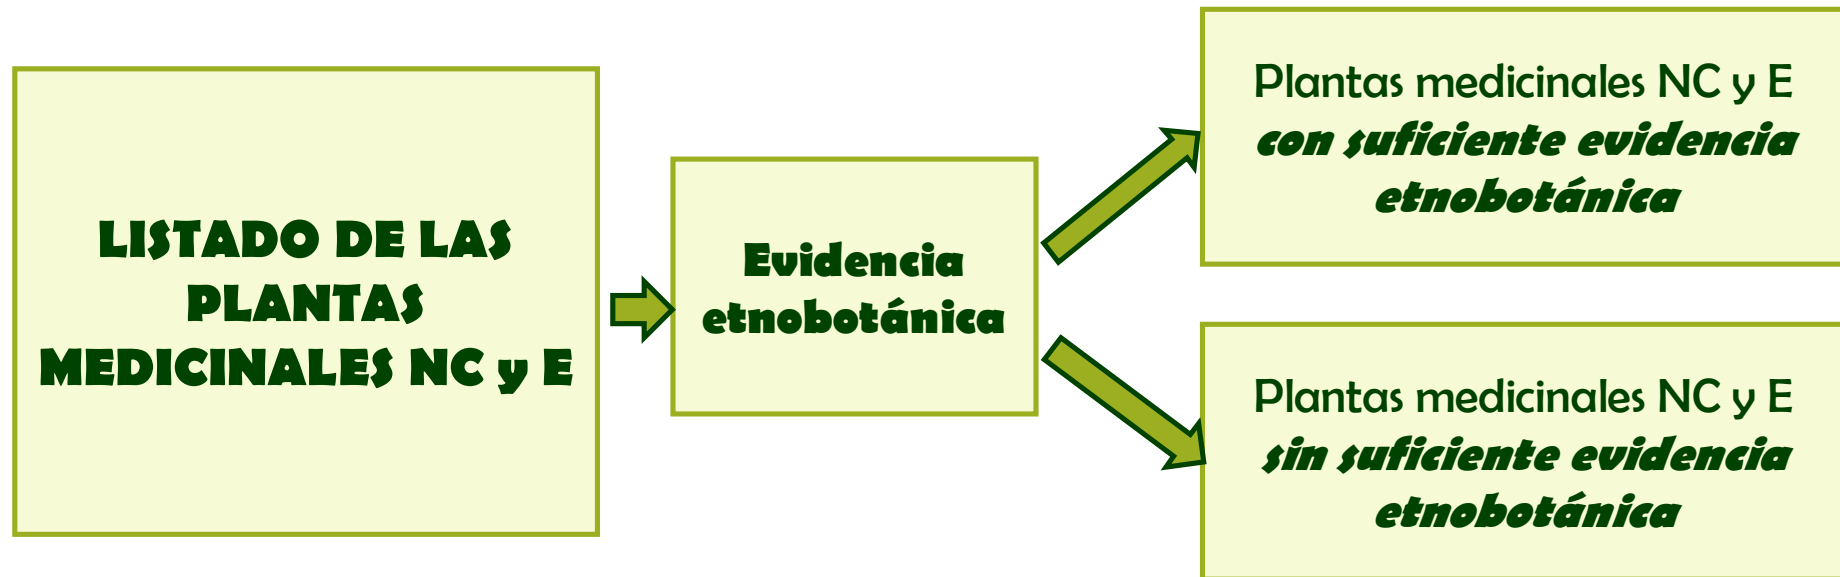 LISTADO DE LAS
PLANTAS
MEDICINALES NC y E
Evidencia
etnobotánica
Plantas medicinales NC y E
con suficiente evidencia
etnobotánica
Plantas medicinales NC y E
sin suficiente evidencia
etnobotánica